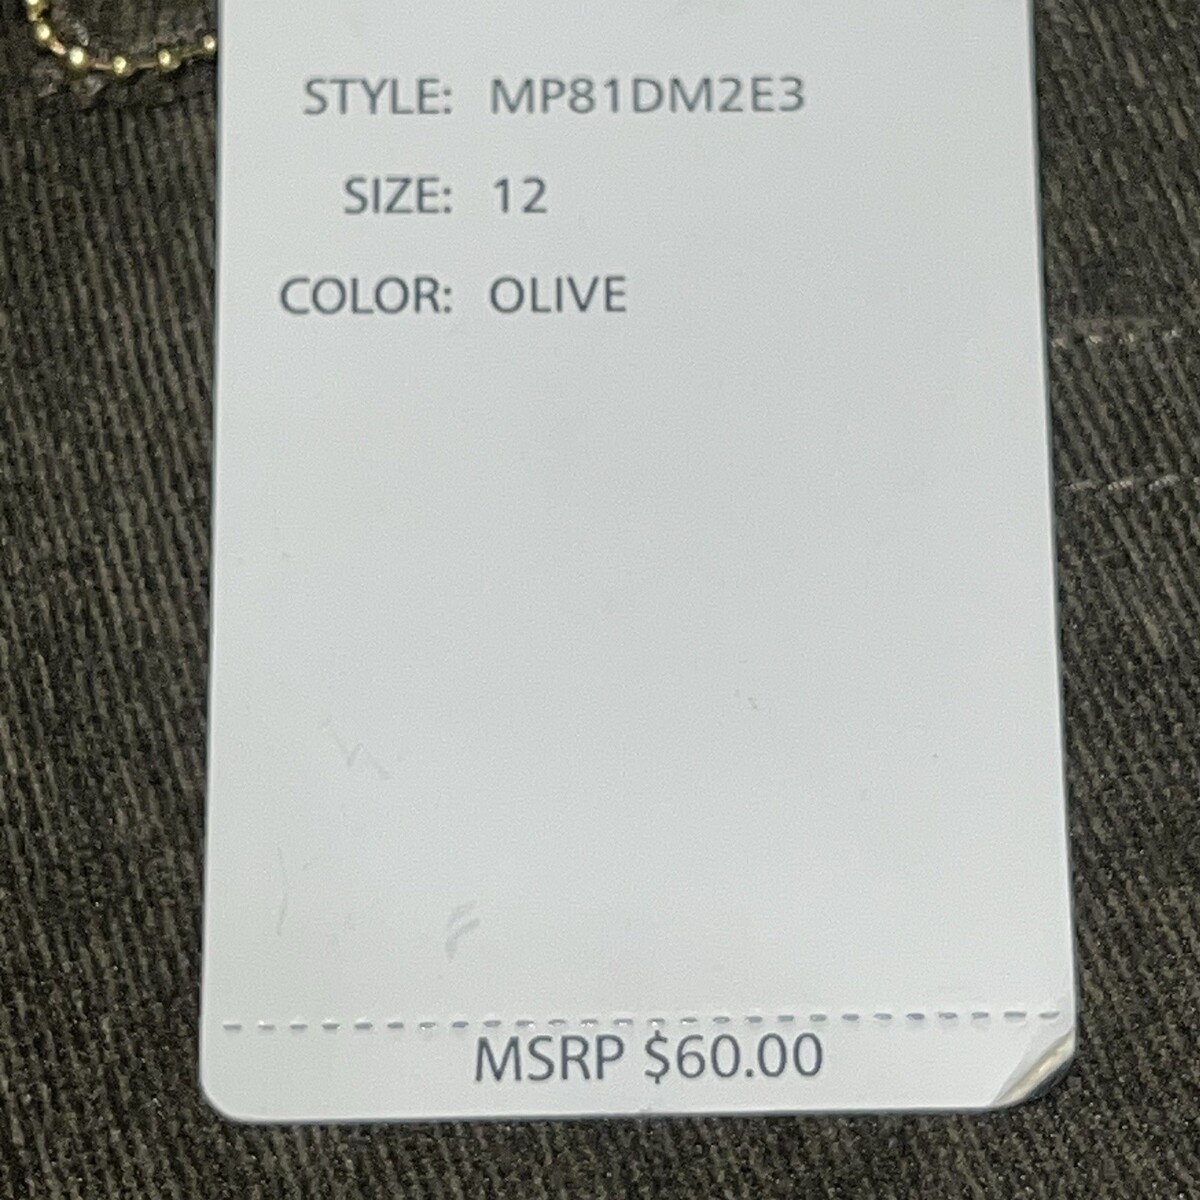 STYLE: MP81DM2E3
SIZE: 12
COLOR: OLIVE
MSRP $60.00